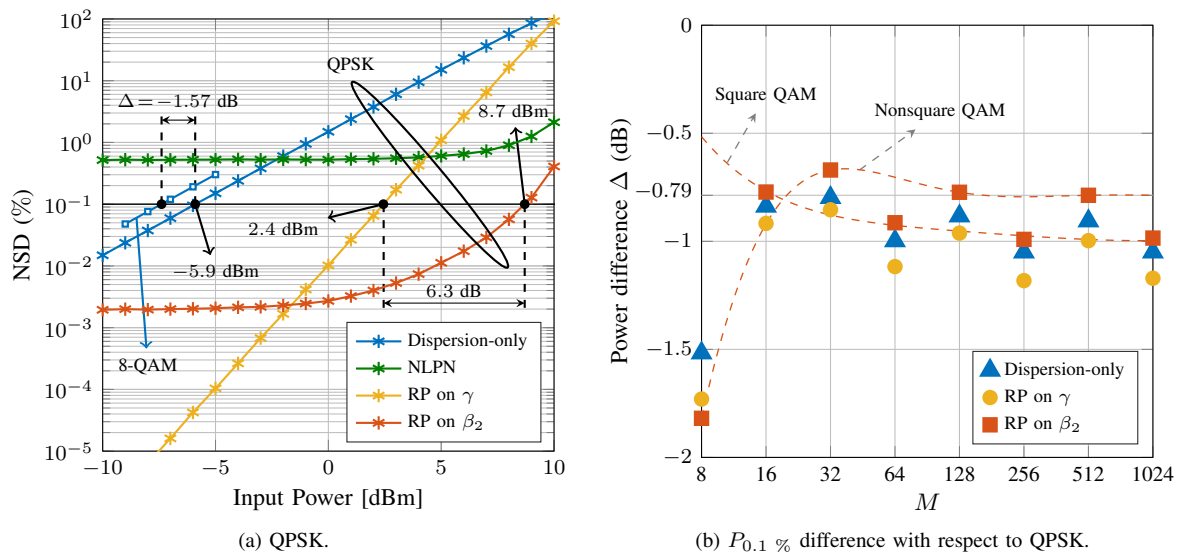 10^2
10^1
10^0
10^−1
10^−2
10^−3
10^−4
10^−5
NSD (%)
−10
−5
0
5
10
Input Power [dBm]
Δ = −1.57 dB
QPSK
8.7 dBm
2.4 dBm
−5.9 dBm
6.3 dB
8-QAM
Dispersion-only
NLPN
RP on γ
RP on β₂
(a) QPSK.
−0
−0.5
−0.79
−1
−1.5
−2
Power difference Δ (dB)
8
16
32
64
128
256
512
1024
M
Square QAM
Nonsquare QAM
Dispersion-only
RP on γ
RP on β₂
(b) P₀.₁ % difference with respect to QPSK.